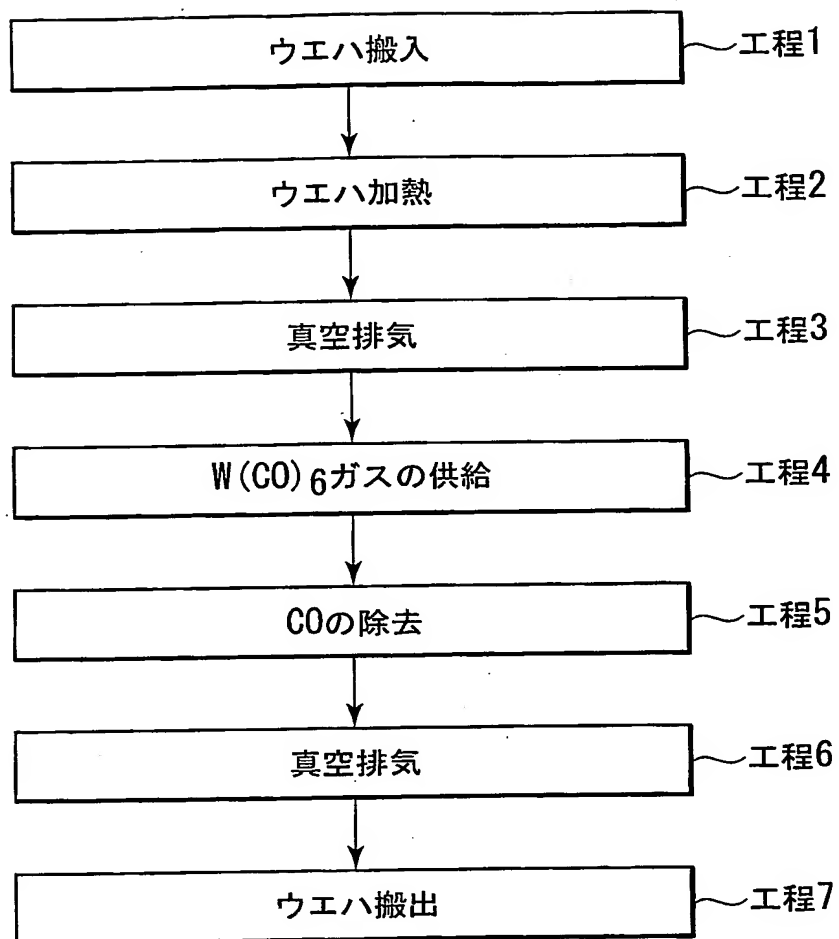 ウエハ搬入 工程1
ウエハ加熱 工程2
真空排気 工程3
W(CO)6ガスの供給 工程4
COの除去 工程5
真空排気 工程6
ウエハ搬出 工程7